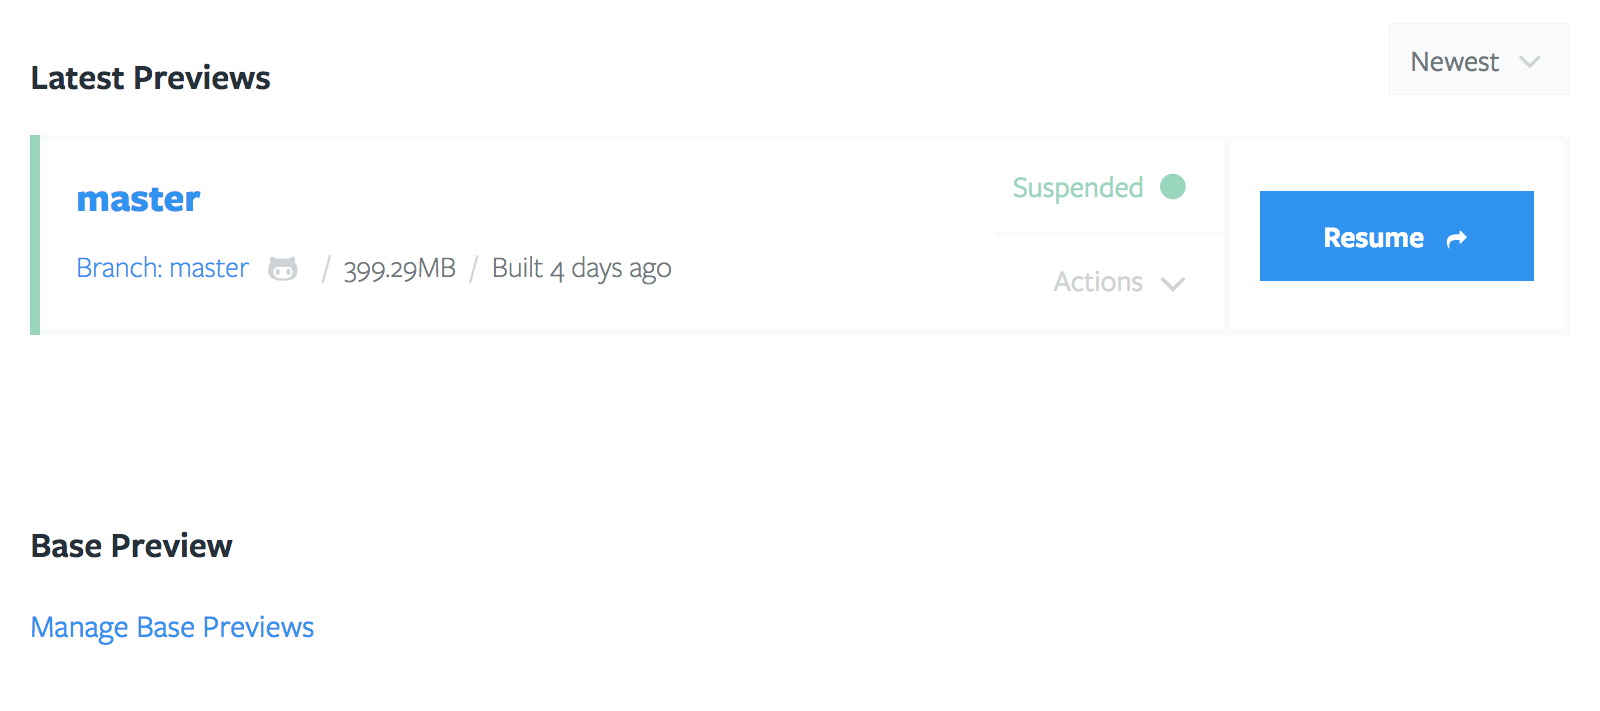 Newest
Latest Previews
master
Suspended
Resume
Branch: master / 399.29MB / Built 4 days ago
Actions
Base Preview
Manage Base Previews